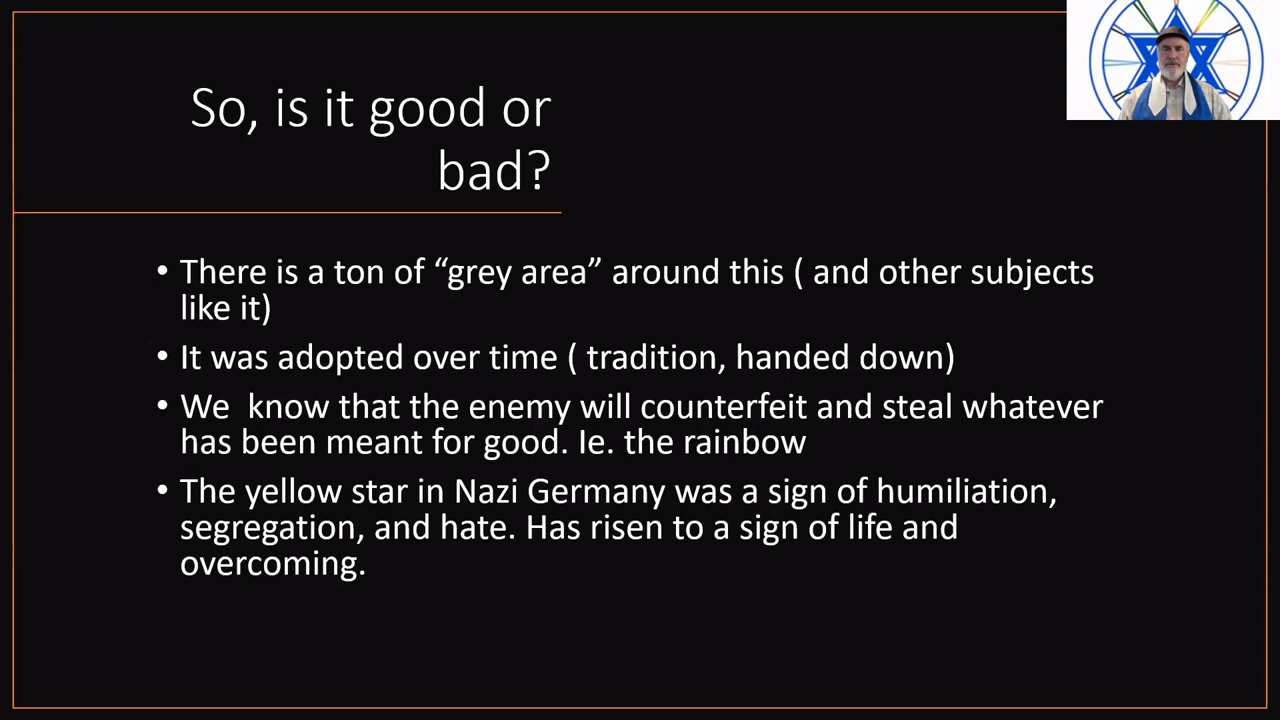 So, is it good or
bad?
• There is a ton of “grey area” around this ( and other subjects
like it)
• It was adopted over time ( tradition, handed down)
• We  know that the enemy will counterfeit and steal whatever
has been meant for good. Ie. the rainbow
• The yellow star in Nazi Germany was a sign of humiliation,
segregation, and hate. Has risen to a sign of life and
overcoming.